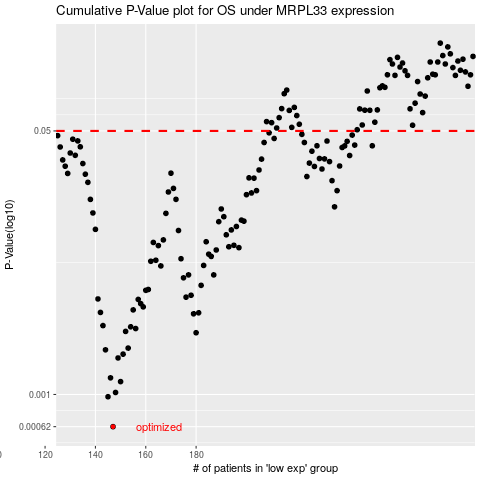 Cumulative P-Value plot for OS under MRPL33 expression
P-Value(log10)
0.05
0.001
0.00062
optimized
0 120 140 160 180
# of patients in 'low exp' group